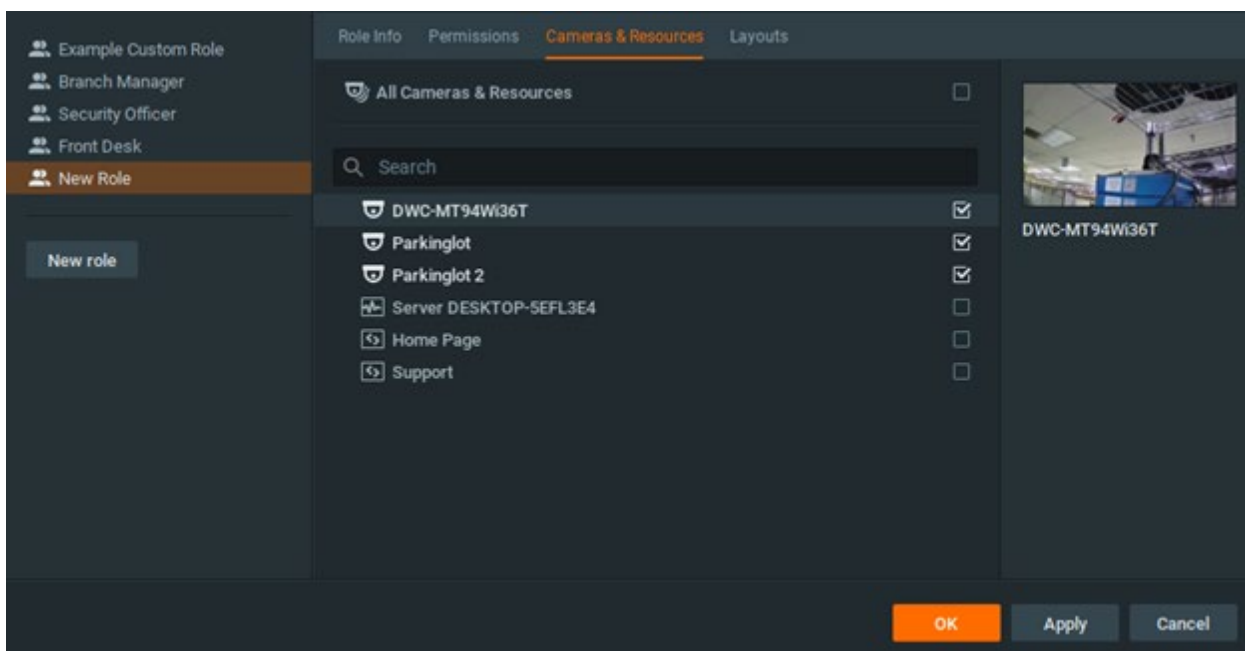 Example Custom Role
Branch Manager
Security Officer
Front Desk
New Role
New role
Role Info Permissions Cameras & Resources Layouts
All Cameras & Resources
Search
DWC-MT94Wi36T
Parkinglot
Parkinglot 2
Server DESKTOP-5EFL3E4
Home Page
Support
DWC-MT94Wi36T
OK Apply Cancel